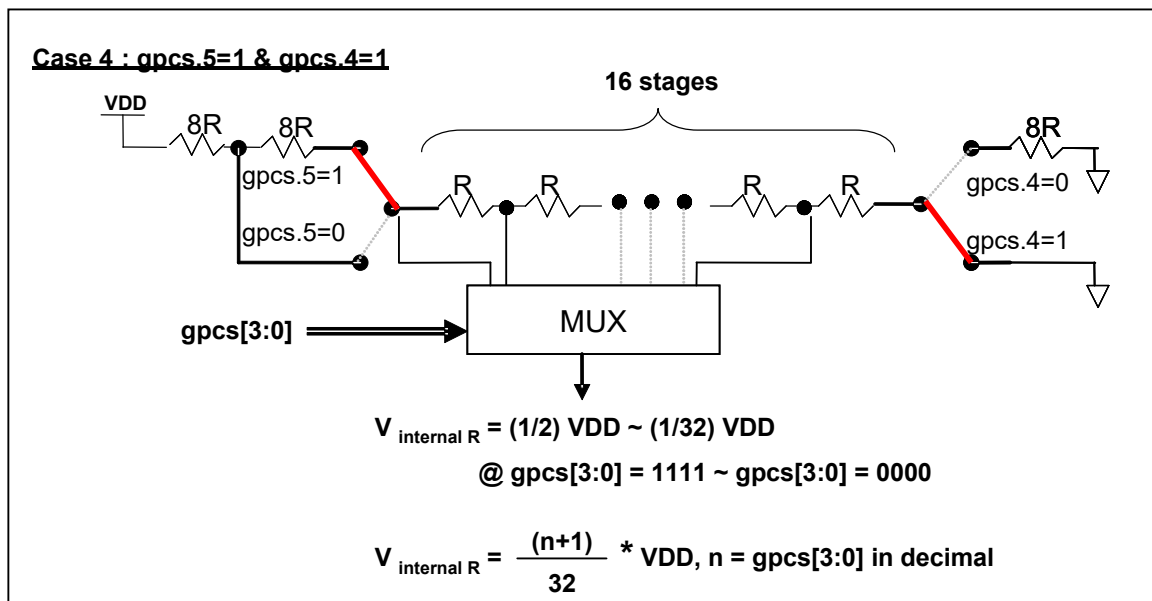 Case 4 : gpcs.5=1 & gpcs.4=1
16 stages
VDD
8R 8R 8R
gpcs.5=1 R R R R gpcs.4=0
gpcs.5=0 gpcs.4=1
MUX
gpcs[3:0]
V internal R = (1/2) VDD ~ (1/32) VDD
@ gpcs[3:0] = 1111 ~ gpcs[3:0] = 0000
V internal R = (n+1) / 32 * VDD, n = gpcs[3:0] in decimal